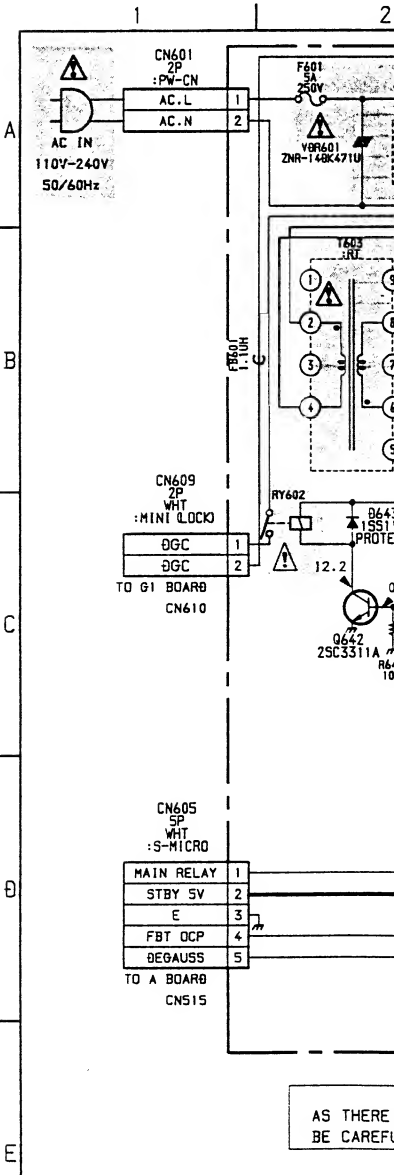 1
2
A
CN601
2P
:PW-CN
AC.L 1
AC.N 2
AC IN
110V-240V
50/60Hz
F601
5A
250V
VDR601
ZNR-14DK471U
B
T603
:RT
1
2
3
4
9
8
7
6
5
FB601
1.1UH
CN609
2P
WHT
:MINI (LOCK)
DGC 1
DGC 2
TO G1 BOARD
CN610
RY602
D643
1SS1
PROTE
12.2
0
Q642
2SC3311A
R64
10
C
CN605
5P
WHT
:S-MICRO
MAIN RELAY 1
STBY 5V 2
E 3
FBT OCP 4
DEGAUSS 5
TO A BOARD
CN515
D
AS THERE
BE CAREFU
E